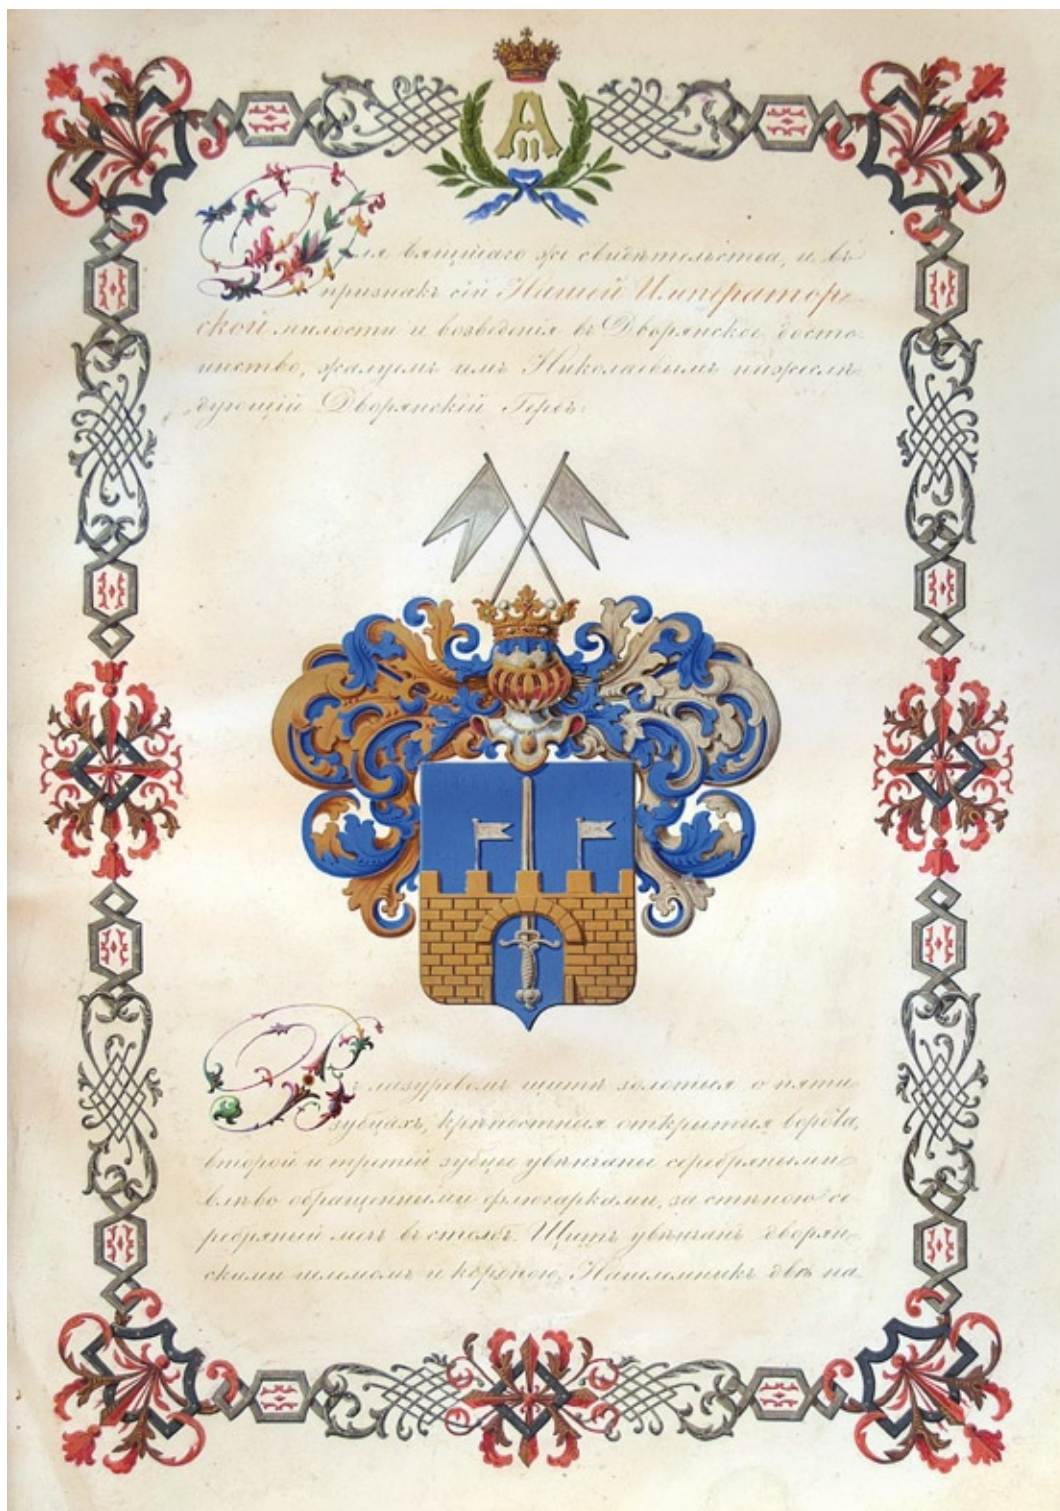 А III
Для вящшаго же свидѣтельства, и въ
признакъ сей Нашей Император-
ской милости и возведенія въ Дворянское досто-
инство, жалуемъ имъ Николаевымъ нижеслѣ-
дующій Дворянскій Гербъ:
Въ лазуревомъ щитѣ золотыя о пяти
зубцахъ, крѣпостныя открытыя ворота,
второй и третій зубцы увѣнчаны серебряными
влѣво обращенными флюгарками, за стѣною се-
ребряный мечъ въ столбъ. Щитъ увѣнчанъ дворян-
скими шлемомъ и короною. Нашлемникъ двѣ на